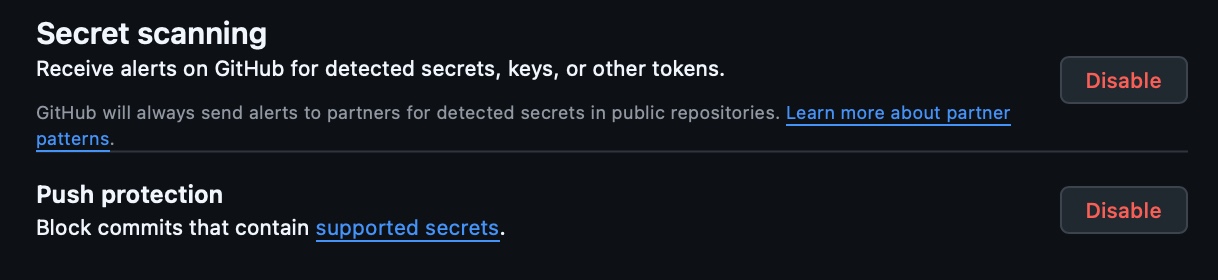 Secret scanning
Receive alerts on GitHub for detected secrets, keys, or other tokens.
Disable
GitHub will always send alerts to partners for detected secrets in public repositories. Learn more about partner
patterns.
Push protection
Disable
Block commits that contain supported secrets.